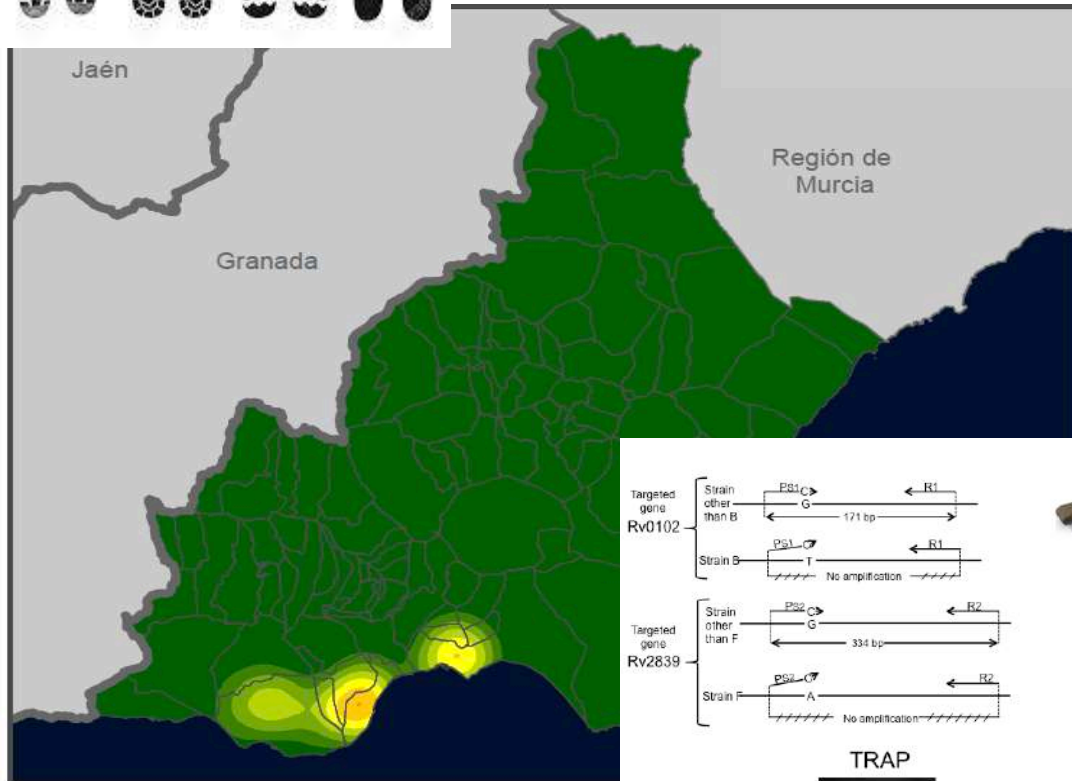 Jaén
Granada
Región de
Murcia
Targeted
gene
Rv0102
Strain
other
than B
PS1 C
G
R1
171 bp
Strain B
PS1 C
T
R1
No amplification
Targeted
gene
Rv2839
Strain
other
than F
PS2 C
G
R2
334 bp
Strain F
PS2 C
A
R2
No amplification
TRAP